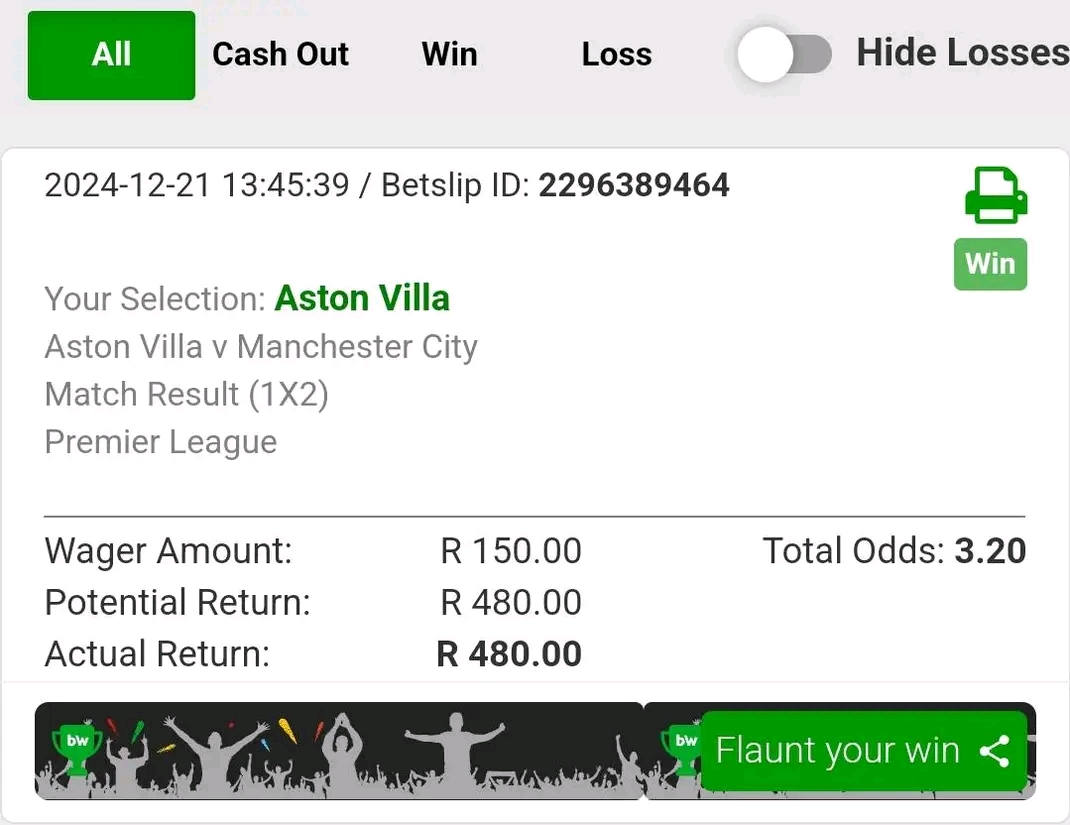 All Cash Out Win Loss Hide Losses
2024-12-21 13:45:39 / Betslip ID: 2296389464
Win
Your Selection: Aston Villa
Aston Villa v Manchester City
Match Result (1X2)
Premier League
Wager Amount: R 150.00 Total Odds: 3.20
Potential Return: R 480.00
Actual Return: R 480.00
bw bw Flaunt your win